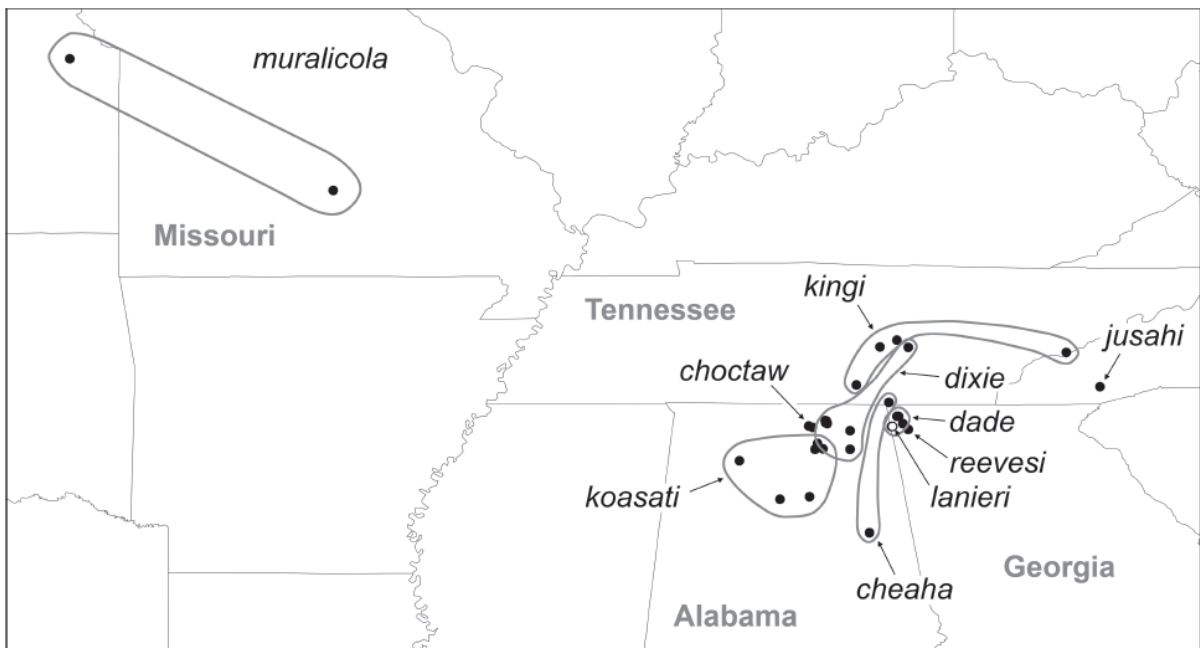 muralicola
Missouri
kingi
Tennessee
jusahi
choctaw
dixie
dade
reevesi
koasati
lanieri
Georgia
cheaha
Alabama